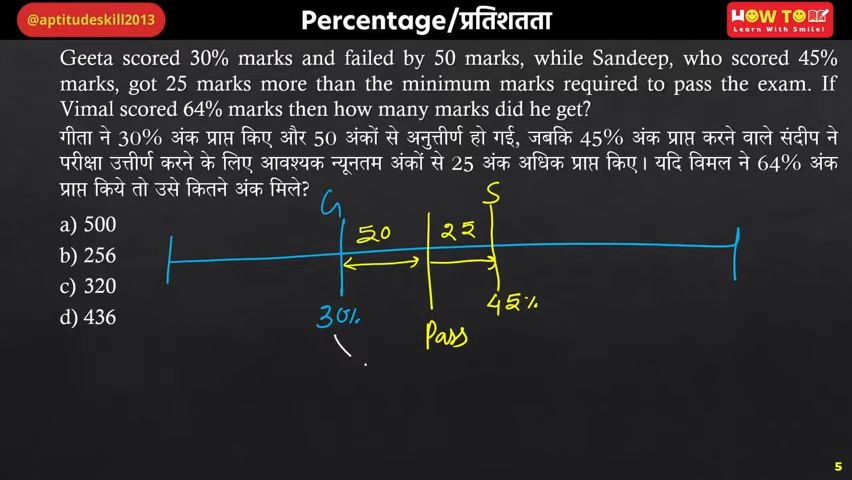 @aptitudeskill2013
Percentage/प्रतिशतता
HOW TO
Learn With Smile!
Geeta scored 30% marks and failed by 50 marks, while Sandeep, who scored 45%
marks, got 25 marks more than the minimum marks required to pass the exam. If
Vimal scored 64% marks then how many marks did he get?
गीता ने 30% अंक प्राप्त किए और 50 अंकों से अनुत्तीर्ण हो गई, जबकि 45% अंक प्राप्त करने वाले संदीप ने
परीक्षा उत्तीर्ण करने के लिए आवश्यक न्यूनतम अंकों से 25 अंक अधिक प्राप्त किए। यदि विमल ने 64% अंक
प्राप्त किये तो उसे कितने अंक मिले?
G S
a) 500
50 25
b) 256
c) 320
45%
d) 436
30%
Pass
5